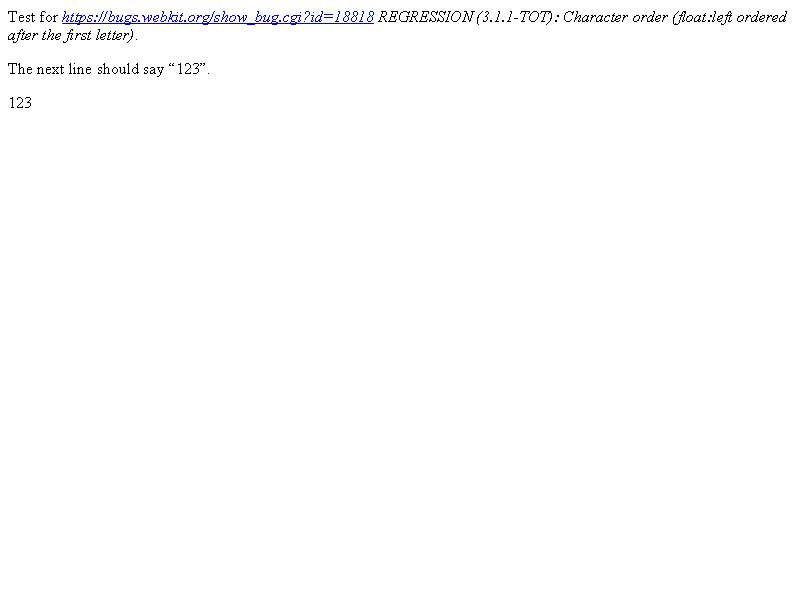 Test for https://bugs.webkit.org/show_bug.cgi?id=18818 REGRESSION (3.1.1-TOT): Character order (float:left ordered
after the first letter).
The next line should say “123”.
123